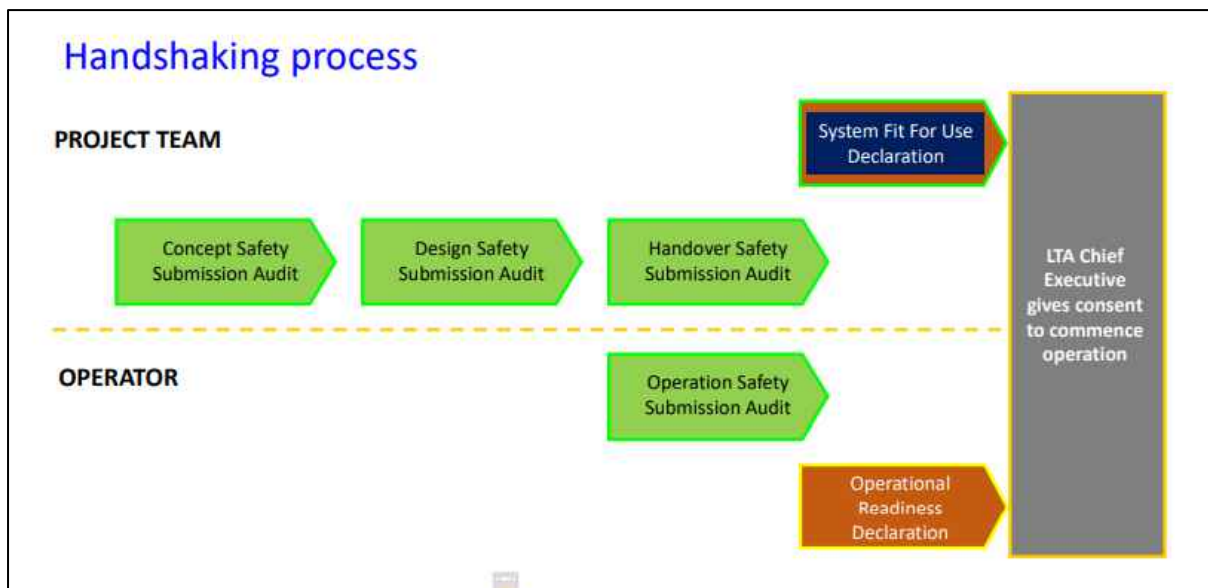 Handshaking process
PROJECT TEAM
System Fit For Use
Declaration
Concept Safety
Submission Audit
Design Safety
Submission Audit
Handover Safety
Submission Audit
LTA Chief
Executive
gives consent
to commence
operation
OPERATOR
Operation Safety
Submission Audit
Operational
Readiness
Declaration